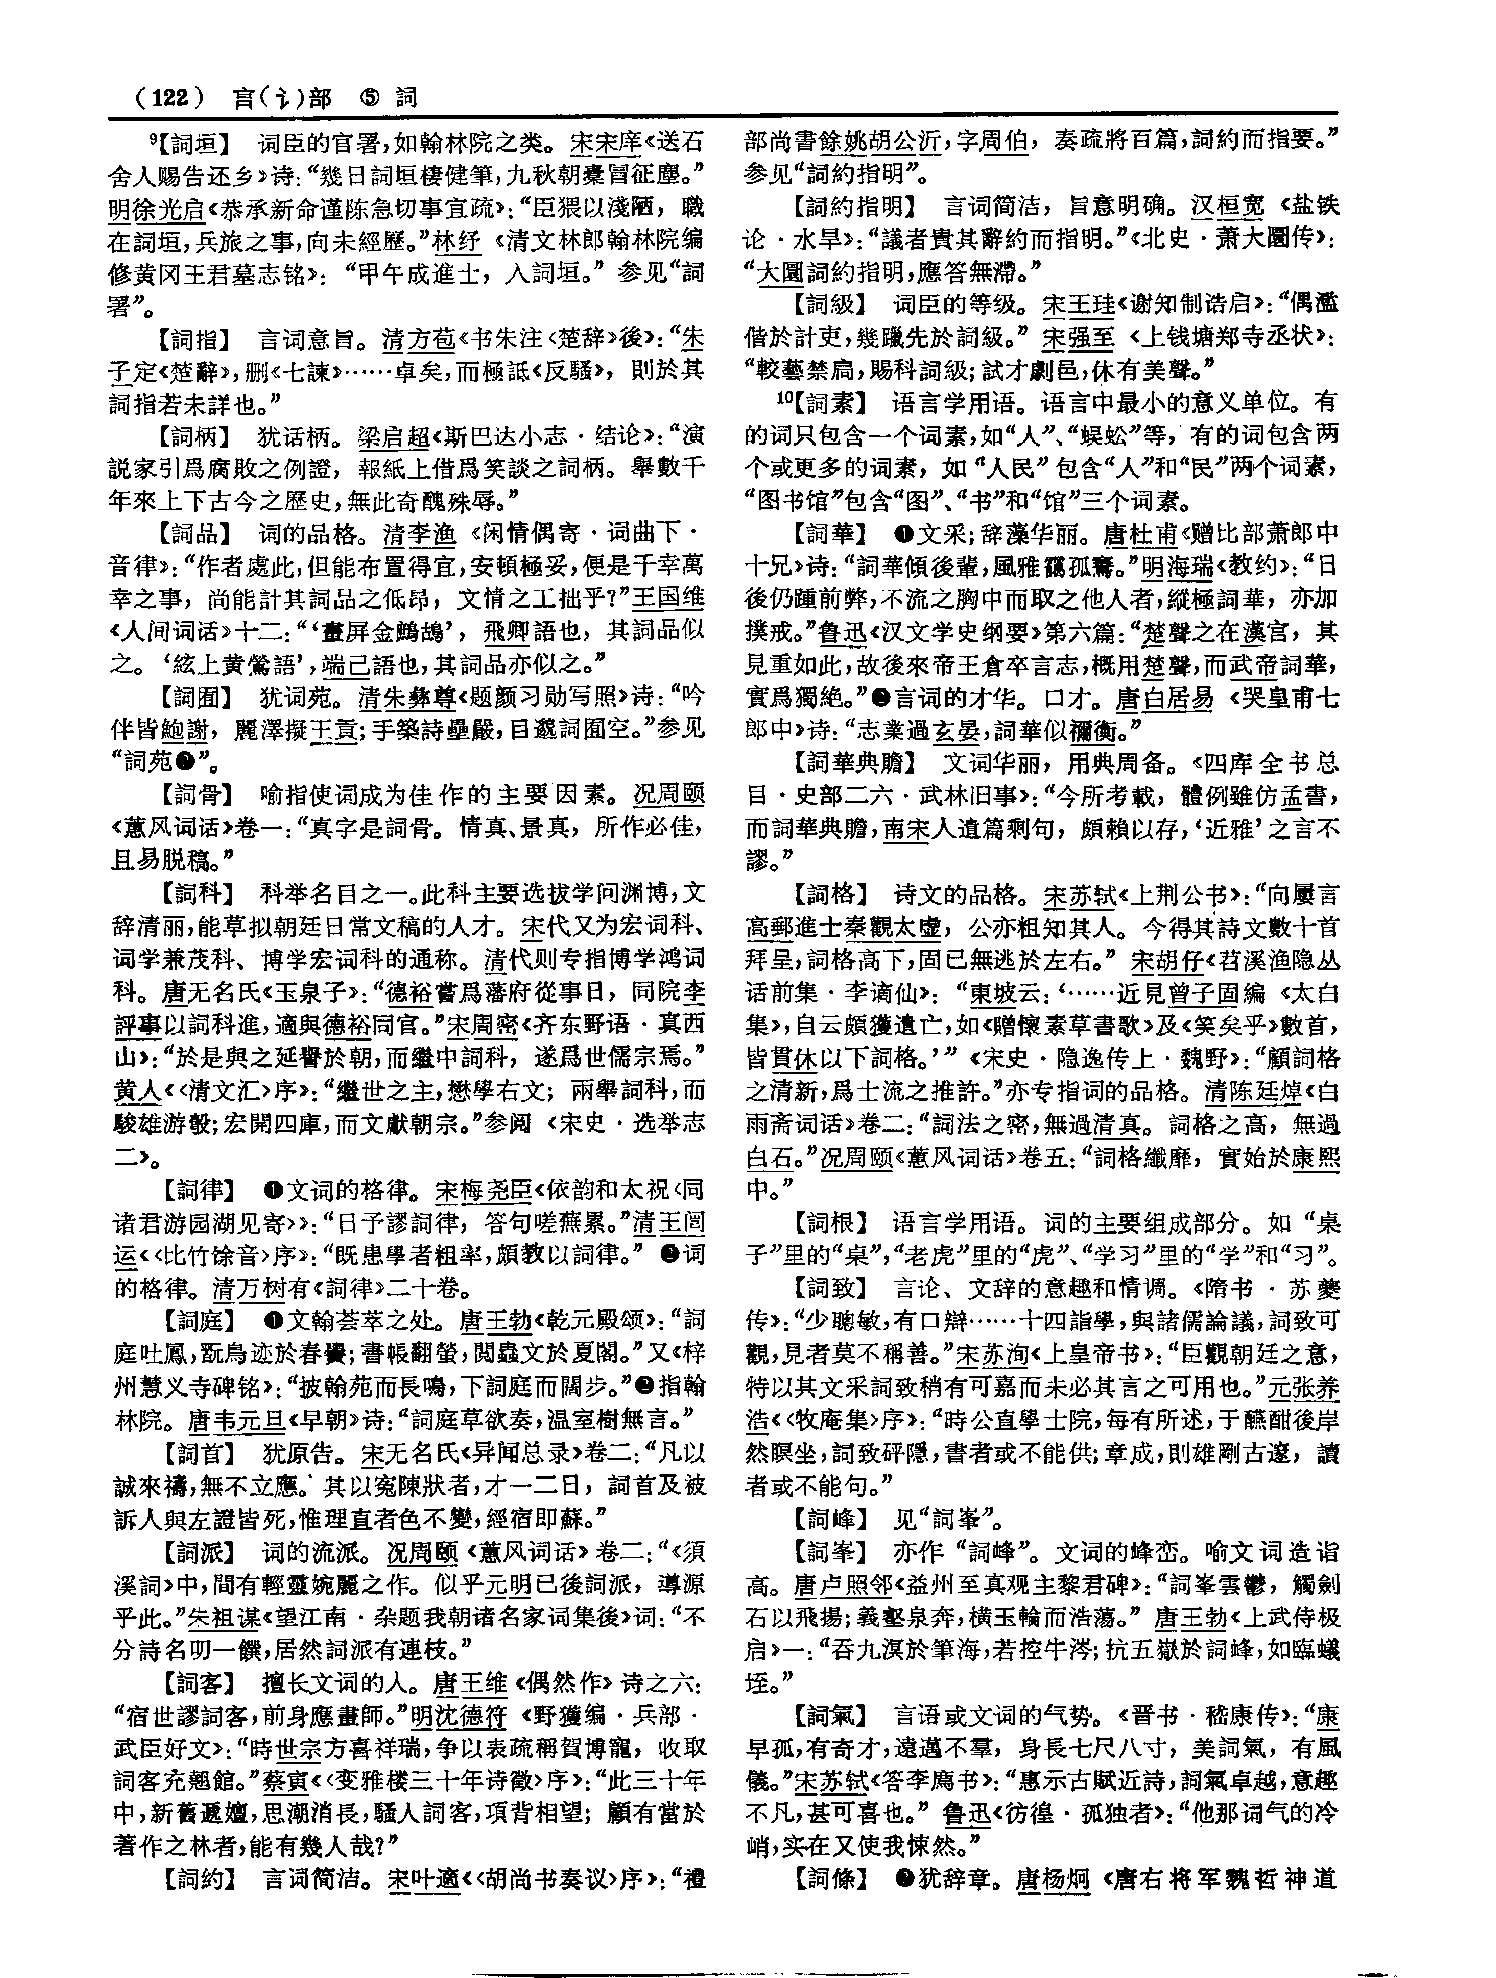 （122） 言(讠)部 ⑤ 詞
9【詞垣】 词臣的官署,如翰林院之类。宋宋庠《送石
舍人赐告还乡》诗:“幾日詞垣棲健筆,九秋朝橐冒征塵。”
明徐光启《恭承新命谨陈急切事宜疏》:“臣猥以淺陋，職
在詞垣,兵旅之事,向未經歷。”林纾《清文林郎翰林院编
修黄冈王君墓志铭》：“甲午成進士，入詞垣。”参见“詞
署”。
【詞指】 言词意旨。清方苞《书朱注〈楚辞〉後》:“朱
子定《楚辭》,删《七諫》……卓矣,而極詆《反騷》，則於其
詞指若未詳也。”
【詞柄】 犹话柄。梁启超《斯巴达小志·结论》:“演
説家引爲腐敗之例證，報紙上借爲笑談之詞柄。舉數千
年來上下古今之歷史,無此奇醜殊辱。”
【詞品】 词的品格。清李渔《闲情偶寄·词曲下·
音律》:“作者處此,但能布置得宜,安頓極妥,便是千幸萬
幸之事，尚能計其詞品之低昂，文情之工拙乎?”王国维
《人间词话》十二:“‘畫屏金鷓鴣’，飛卿語也，其詞品似
之。‘絃上黄鶯語’,端己語也,其詞品亦似之。”
【詞囿】 犹词苑。清朱彝尊《题颜习勋写照》诗:“吟
伴皆鮑謝，麗澤擬王貢;手築詩壘嚴,目邈詞囿空。”参见
“詞苑❷”。
【詞骨】 喻指使词成为佳作的主要因素。况周颐
《蕙风词话》卷一:“真字是詞骨。情真、景真，所作必佳，
且易脱稿。”
【詞科】 科举名目之一。此科主要选拔学问渊博,文
辞清丽,能草拟朝廷日常文稿的人才。宋代又为宏词科、
词学兼茂科、博学宏词科的通称。清代则专指博学鸿词
科。唐无名氏《玉泉子》:“德裕嘗爲藩府從事日，同院李
評事以詞科進,適與德裕同官。”宋周密《齐东野语·真西
山》:“於是與之延譽於朝,而繼中詞科，遂爲世儒宗焉。”
黄人《〈清文汇〉序》:“繼世之主,懋學右文；兩舉詞科,而
駿雄游彀;宏開四庫,而文獻朝宗。”参阅《宋史·选举志
二》。
【詞律】 ❶文词的格律。宋梅尧臣《依韵和太祝〈同
诸君游园湖见寄〉》:“日予謬詞律，答句嗟蕪累。”清王闿
运《〈比竹馀音〉序》:“既患學者粗率,頗教以詞律。” ❷词
的格律。清万树有《詞律》二十卷。
【詞庭】 ❶文翰荟萃之处。唐王勃《乾元殿颂》:“詞
庭吐鳳,翫鳥迹於春黌;書帳翻螢,閲蟲文於夏閣。”又《梓
州慧义寺碑铭》:“披翰苑而長鳴,下詞庭而闊步。”❷指翰
林院。唐韦元旦《早朝》诗:“詞庭草欲奏,温室樹無言。”
【詞首】 犹原告。宋无名氏《异闻总录》卷二:“凡以
誠來禱,無不立應。其以寃陳狀者,才一二日，詞首及被
訴人與左證皆死,惟理直者色不變,經宿即蘇。”
【詞派】 词的流派。况周颐《蕙风词话》卷二:“《須
溪詞》中,間有輕靈婉麗之作。似乎元明已後詞派，導源
乎此。”朱祖谋《望江南·杂题我朝诸名家词集後》词:“不
分詩名叨一饌,居然詞派有連枝。”
【詞客】 擅长文词的人。唐王维《偶然作》诗之六:
“宿世謬詞客,前身應畫師。”明沈德符《野獲编·兵部·
武臣好文》:“時世宗方喜祥瑞,争以表疏稱賀博寵，收取
詞客充翹館。”蔡寅《〈变雅楼三十年诗徵〉序》:“此三十年
中,新舊遞嬗,思潮消長,騷人詞客,項背相望；顧有當於
著作之林者,能有幾人哉?”
【詞約】 言词简洁。宋叶適《〈胡尚书奏议〉序》:“禮
部尚書餘姚胡公沂,字周伯，奏疏將百篇,詞約而指要。”
参见“詞約指明”。
【詞約指明】 言词简洁，旨意明确。汉桓宽《盐铁
论·水旱》:“議者貴其辭約而指明。”《北史·萧大圜传》:
“大圜詞約指明,應答無滯。”
【詞級】 词臣的等级。宋王珪《谢知制诰启》:“偶濫
偕於計吏,幾躐先於詞級。”宋强至《上钱塘郑寺丞状》:
“較藝禁扃,賜科詞級;試才劇邑,休有美聲。”
10【詞素】 语言学用语。语言中最小的意义单位。有
的词只包含一个词素,如“人”、“蜈蚣”等，有的词包含两
个或更多的词素，如“人民”包含“人”和“民”两个词素，
“图书馆”包含“图”、“书”和“馆”三个词素。
【詞華】 ❶文采;辞藻华丽。唐杜甫《赠比部萧郎中
十兄》诗:“詞華傾後輩,風雅靄孤騫。”明海瑞《教约》:“日
後仍踵前弊,不流之胸中而取之他人者,縱極詞華，亦加
撲戒。”鲁迅《汉文学史纲要》第六篇:“楚聲之在漢宫，其
見重如此,故後來帝王倉卒言志,概用楚聲,而武帝詞華，
實爲獨絶。”❷言词的才华。口才。唐白居易《哭皇甫七
郎中》诗:“志業過玄晏,詞華似禰衡。”
【詞華典贍】 文词华丽，用典周备。《四库全书总
目·史部二六·武林旧事》:“今所考載，體例雖仿孟書，
而詞華典贍,南宋人遺篇剩句，頗賴以存,‘近雅’之言不
謬。”
【詞格】 诗文的品格。宋苏轼《上荆公书》:“向屢言
高郵進士秦觀太虚，公亦粗知其人。今得其詩文數十首
拜呈,詞格高下,固已無逃於左右。”宋胡仔《苕溪渔隐丛
话前集·李谪仙》：“東坡云:‘……近見曾子固編《太白
集》,自云頗獲遺亡,如《贈懷素草書歌》及《笑矣乎》數首，
皆貫休以下詞格。’”《宋史·隐逸传上·魏野》:“顧詞格
之清新,爲士流之推許。”亦专指词的品格。清陈廷焯《白
雨斋词话》卷二:“詞法之密,無過清真。詞格之高，無過
白石。”况周颐《蕙风词话》卷五:“詞格纖靡，實始於康熙
中。”
【詞根】 语言学用语。词的主要组成部分。如“桌
子”里的“桌”,“老虎”里的“虎”、“学习”里的“学”和“习”。
【詞致】 言论、文辞的意趣和情调。《隋书·苏夔
传》:“少聰敏,有口辯……十四詣學,與諸儒論議,詞致可
觀,見者莫不稱善。”宋苏洵《上皇帝书》:“臣觀朝廷之意，
特以其文采詞致稍有可嘉而未必其言之可用也。”元张养
浩《〈牧庵集〉序》:“時公直學士院,每有所述,于醺酣後岸
然瞑坐,詞致砰隱,書者或不能供;章成,則雄剛古邃，讀
者或不能句。”
【詞峰】 见“詞峯”。
【詞峯】 亦作“詞峰”。文词的峰峦。喻文词造诣
高。唐卢照邻《益州至真观主黎君碑》:“詞峯雲鬱，觸劍
石以飛揚;義壑泉奔,横玉輪而浩蕩。”唐王勃《上武侍极
启》一:“吞九溟於筆海,若控牛涔;抗五嶽於詞峰,如臨蟻
垤。”
【詞氣】 言语或文词的气势。《晋书·嵇康传》:“康
早孤,有奇才,遠邁不羣，身長七尺八寸，美詞氣，有風
儀。”宋苏轼《答李廌书》:“惠示古賦近詩,詞氣卓越,意趣
不凡,甚可喜也。”鲁迅《彷徨·孤独者》:“他那词气的冷
峭,实在又使我悚然。”
【詞條】 ❶犹辞章。唐杨炯《唐右将军魏哲神道